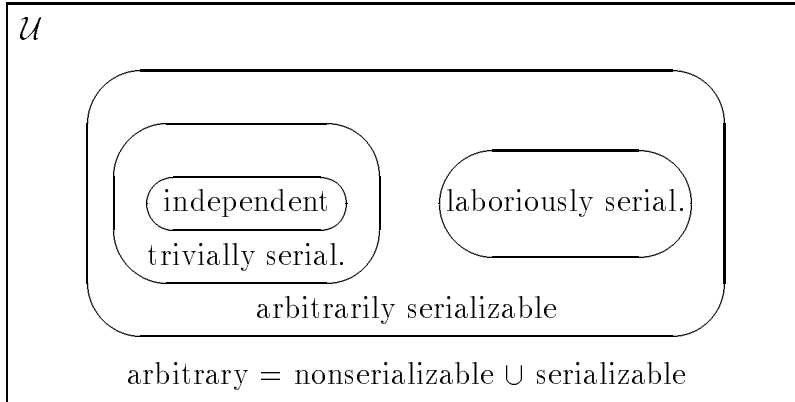 𝒰
independent
laboriously serial.
trivially serial.
arbitrarily serializable
arbitrary = nonserializable ∪ serializable